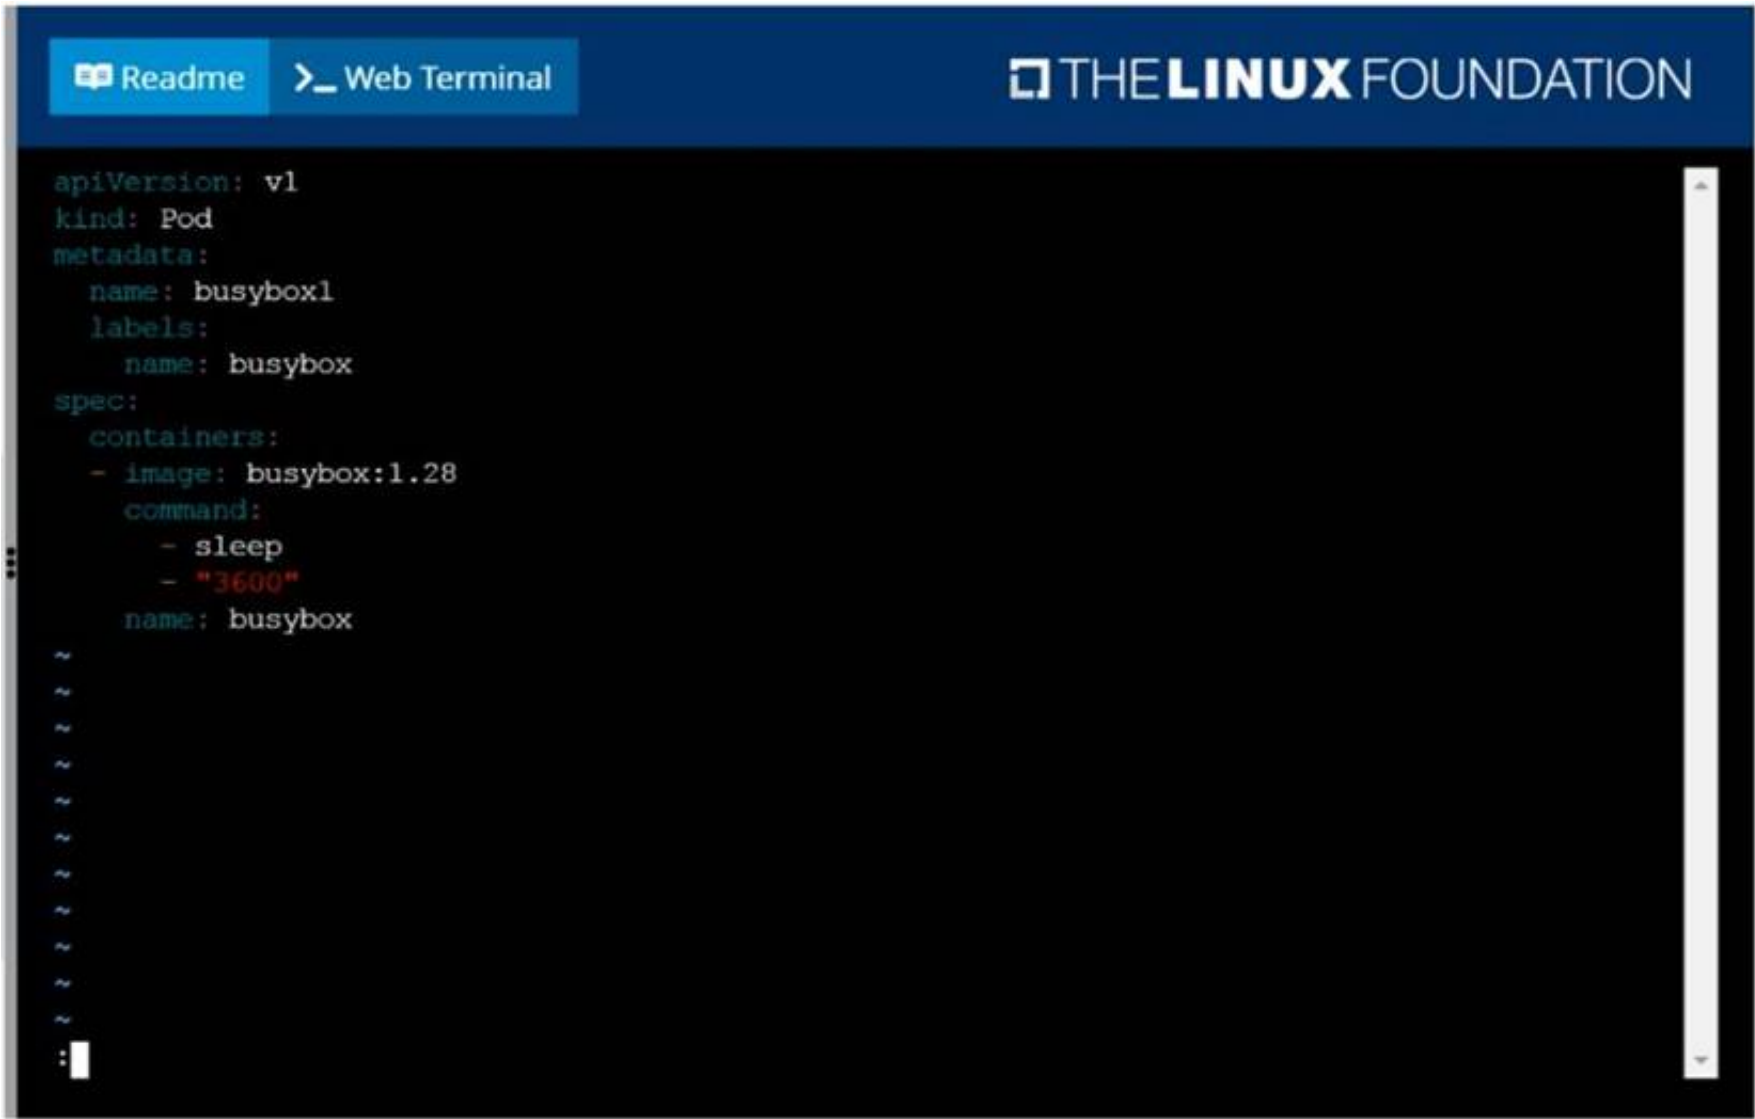 Readme
>_ Web Terminal
THE LINUX FOUNDATION
apiVersion: v1
kind: Pod
metadata:
  name: busybox1
  labels:
    name: busybox
spec:
  containers:
  - image: busybox:1.28
    command:
      - sleep
      - "3600"
    name: busybox
~
~
~
~
~
~
~
~
~
~
~
: